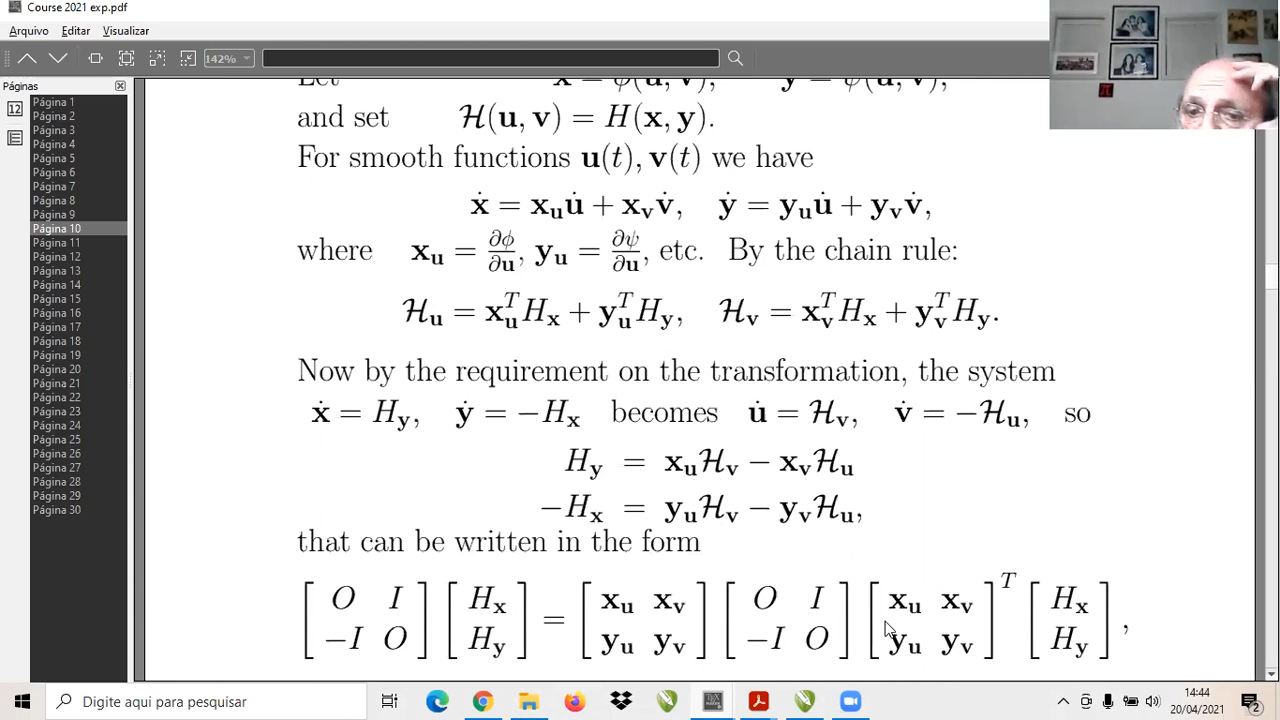 Course 2021 exp.pdf
Arquivo Editar Visualizar
142%
Páginas
12
Página 1
Página 2
Página 3
Página 4
Página 5
Página 6
Página 7
Página 8
Página 9
Página 10
Página 11
Página 12
Página 13
Página 14
Página 15
Página 16
Página 17
Página 18
Página 19
Página 20
Página 21
Página 22
Página 23
Página 24
Página 25
Página 26
Página 27
Página 28
Página 29
Página 30
Let x = ϕ(u, v), y = ψ(u, v),
and set ℋ(u, v) = H(x, y).
For smooth functions u(t), v(t) we have
ẋ = x_u u̇ + x_v v̇, ẏ = y_u u̇ + y_v v̇,
where x_u = ∂ϕ/∂u, y_u = ∂ψ/∂u, etc. By the chain rule:
ℋ_u = x_u^T H_x + y_u^T H_y, ℋ_v = x_v^T H_x + y_v^T H_y.
Now by the requirement on the transformation, the system
ẋ = H_y, ẏ = −H_x becomes u̇ = ℋ_v, v̇ = −ℋ_u, so
H_y = x_u ℋ_v − x_v ℋ_u
−H_x = y_u ℋ_v − y_v ℋ_u,
that can be written in the form
[ O I ; −I O ] [ H_x ; H_y ] = [ x_u x_v ; y_u y_v ] [ O I ; −I O ] [ x_u x_v ; y_u y_v ]^T [ H_x ; H_y ],
Digite aqui para pesquisar
14:44
20/04/2021
2